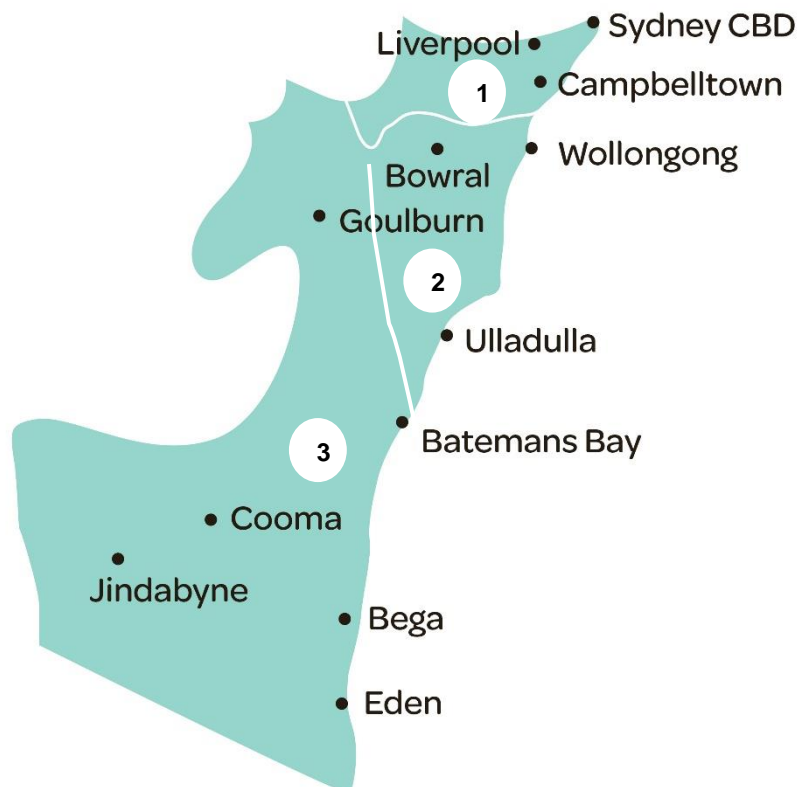 Sydney CBD
Liverpool
Campbelltown
1
Wollongong
Bowral
Goulburn
2
Ulladulla
Batemans Bay
3
Cooma
Jindabyne
Bega
Eden